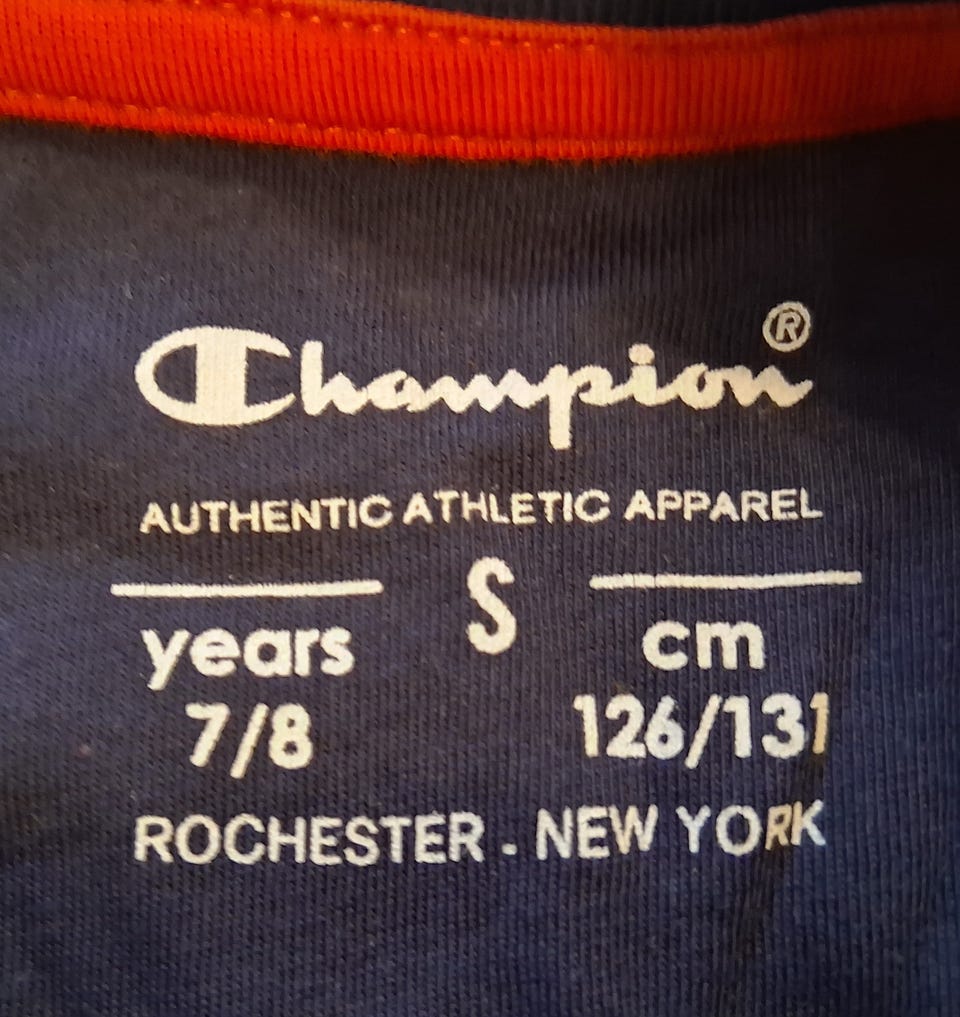 Champion®
AUTHENTIC ATHLETIC APPAREL
S
years
7/8
cm
126/131
ROCHESTER - NEW YORK